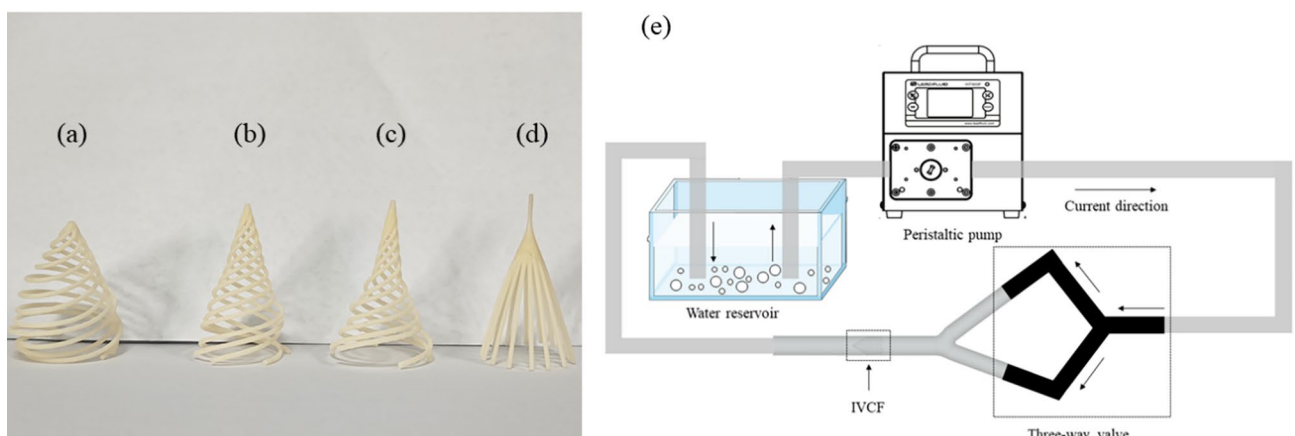 (a)
(b)
(c)
(d)
(e)
Current direction
Peristaltic pump
Water reservoir
IVCF
Three-way valve